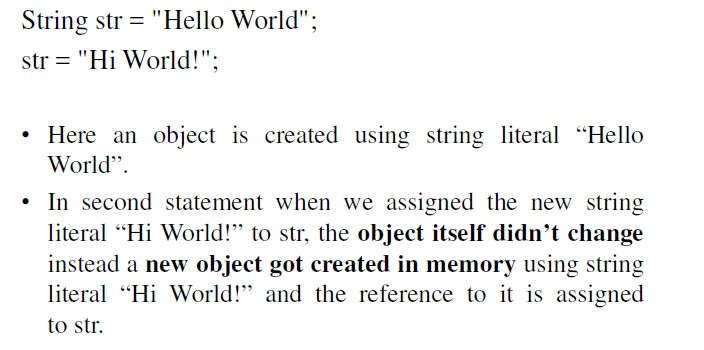 String str = "Hello World";
str = "Hi World!";
• Here an object is created using string literal “Hello
World”.
• In second statement when we assigned the new string
literal “Hi World!” to str, the object itself didn’t change
instead a new object got created in memory using string
literal “Hi World!” and the reference to it is assigned
to str.